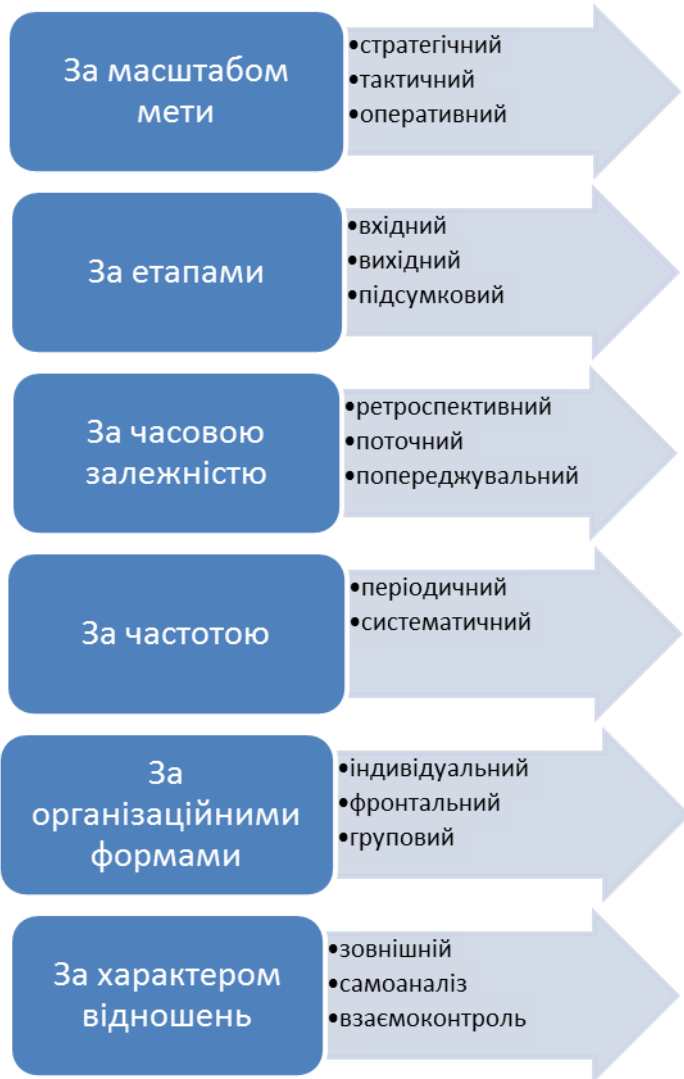 За масштабом
мети
•стратегічний
•тактичний
•оперативний
За етапами
•вхідний
•вихідний
•підсумковий
За часовою
залежністю
•ретроспективний
•поточний
•попереджувальний
За частотою
•періодичний
•систематичний
За
організаційними
формами
•індивідуальний
•фронтальний
•груповий
За характером
відношень
•зовнішній
•самоаналіз
•взаємоконтроль